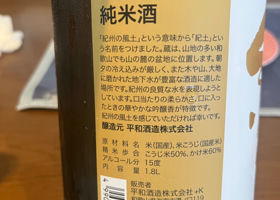 純米酒
「紀州の風土」という意味から「紀土」と
いう名前をつけました。蔵は、山地の多い和
歌山でも山の麓の盆地に位置します。朝
夕の冷え込みが厳しく、また木や山、大地
に磨かれた地下水が豊富な酒造に適した
場所です。紀州の良質な水を表現しようと
しています。口当たりの柔らかさ、口に入っ
たときの華やかな吟醸香が特徴です。
紀州の風土を感じていただければ幸いです。
醸造元 平和酒造株式会社
原材料名 米(国産)、米こうじ(国産米)
精米歩合 こうじ米50%、かけ米60%
アルコール分 15度
内容量 1.8L
販売者
平和酒造株式会社+K